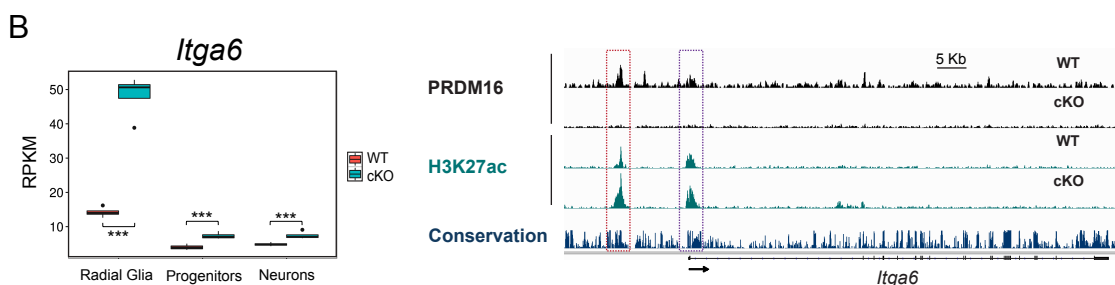 B
Itga6
RPKM
50
40
30
20
10
***
***
***
Radial Glia
Progenitors
Neurons
WT
cKO
PRDM16
H3K27ac
Conservation
5 Kb
WT
cKO
WT
cKO
Itga6